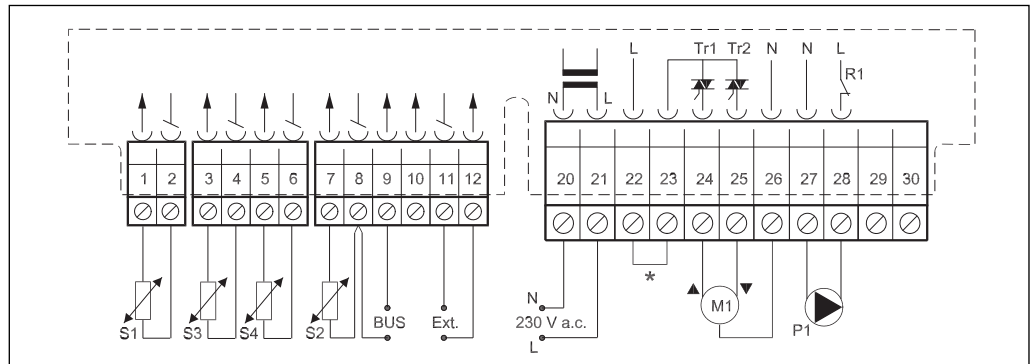 L Tr1 Tr2 N N L
R1
N L
1 2 3 4 5 6 7 8 9 10 11 12 20 21 22 23 24 25 26 27 28 29 30
*
N
M1
BUS Ext. 230 V a.c.
S1 S3 S4 S2 P1
L